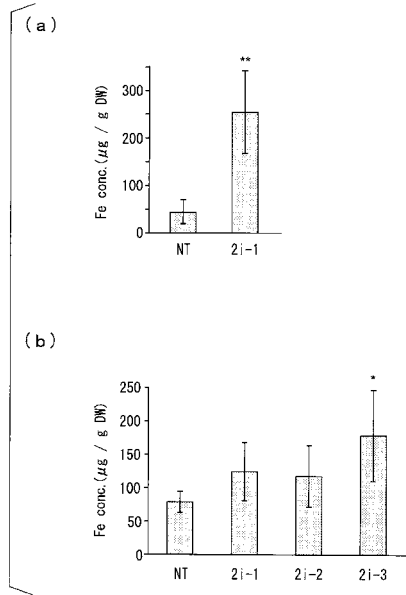 (a)
**
300
200
100
0
Fe conc.(μg / g DW)
NT 2i-1
(b)
*
250
200
150
100
50
0
Fe conc.(μg / g DW)
NT 2i-1 2i-2 2i-3